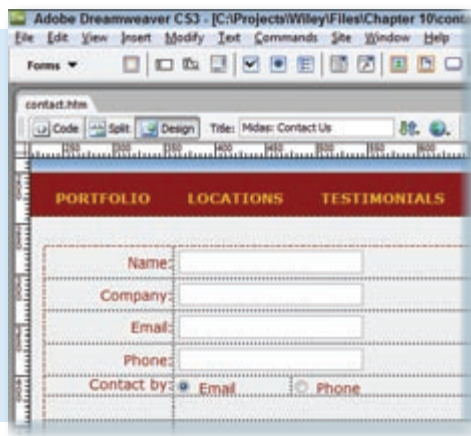 Adobe Dreamweaver CS3 - [C:\Projects\Wiley\Files\Chapter 10\cont
File Edit View Insert Modify Text Commands Site Window Help
Forms
contact.htm
Code Split Design Title: Midas: Contact Us
PORTFOLIO LOCATIONS TESTIMONIALS
Name:
Company:
Email:
Phone:
Contact by: Email Phone